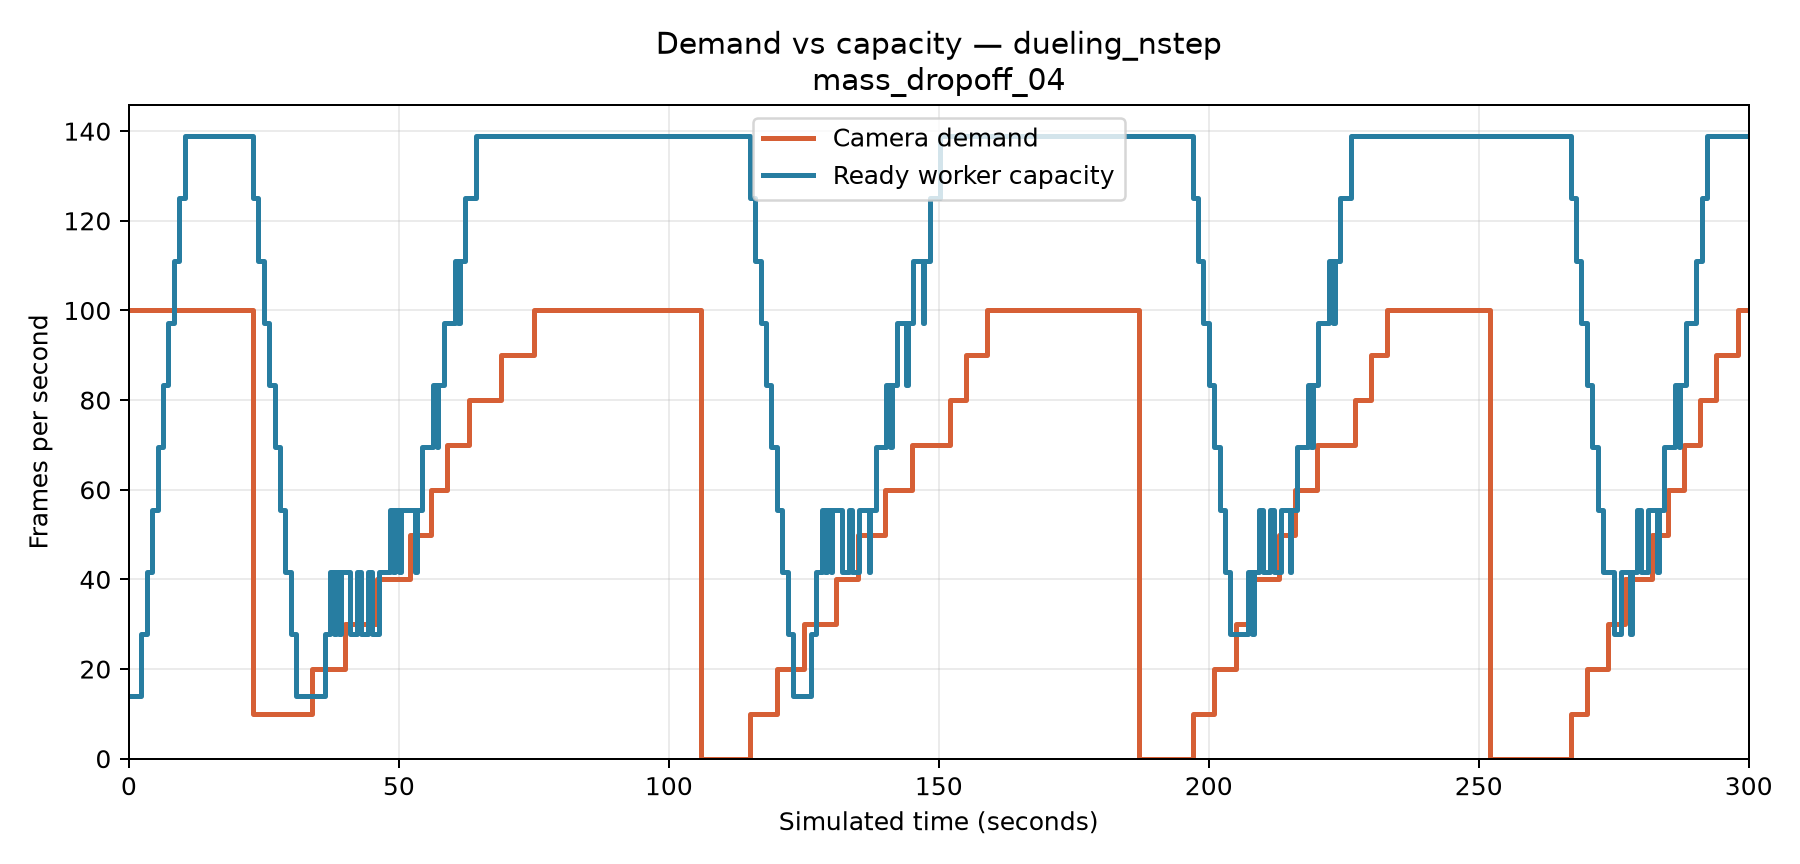 Demand vs capacity — dueling_nstep
mass_dropoff_04
Camera demand
Ready worker capacity
Frames per second
140
120
100
80
60
40
20
0
0 50 100 150 200 250 300
Simulated time (seconds)